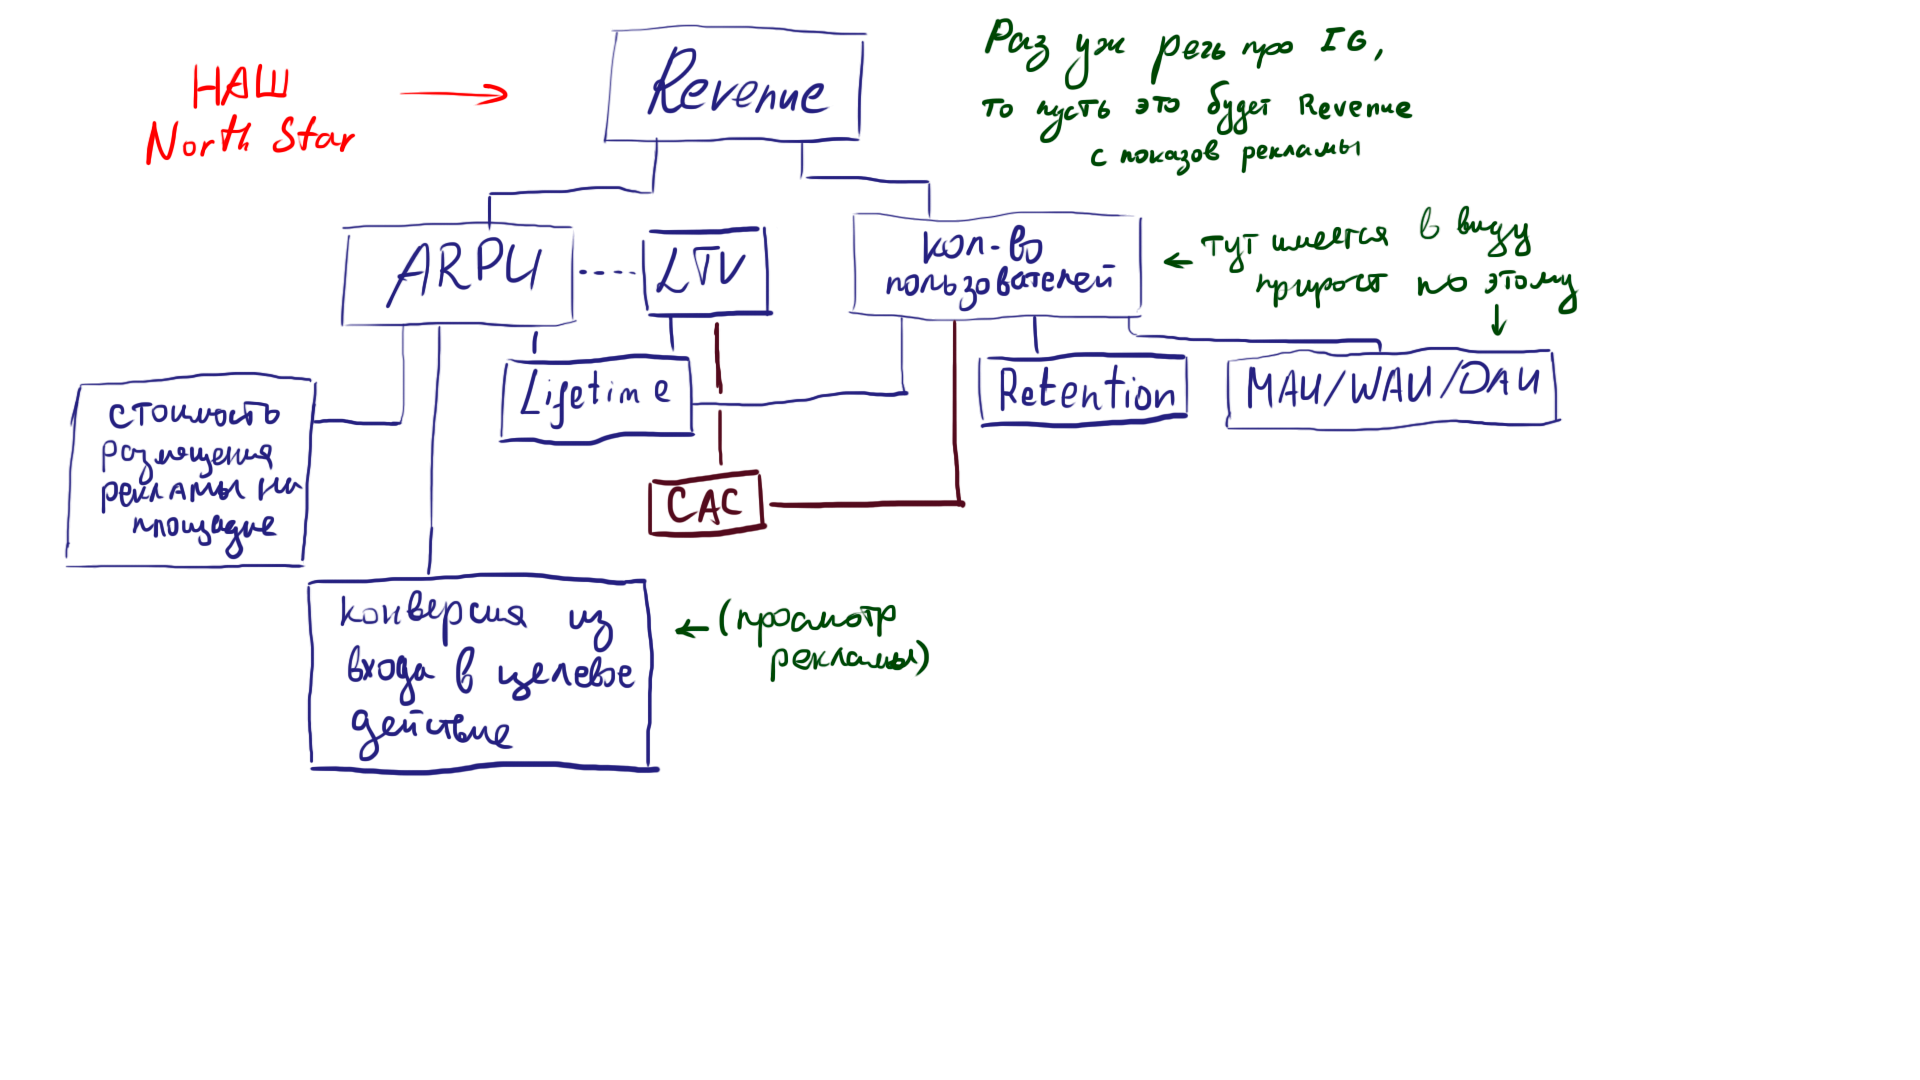 НАШ
North Star
Revenue
Раз уж речь про IG,
то пусть это будет Revenue
с показов рекламы
ARPU
LTV
кол-во
пользователей
тут имеется в виду
прирост по этому
Lifetime
Retention
MAU/WAU/DAU
стоимость
размещения
рекламы на
площадке
CAC
конверсия из
входа в целевое
действие
(просмотр
рекламы)